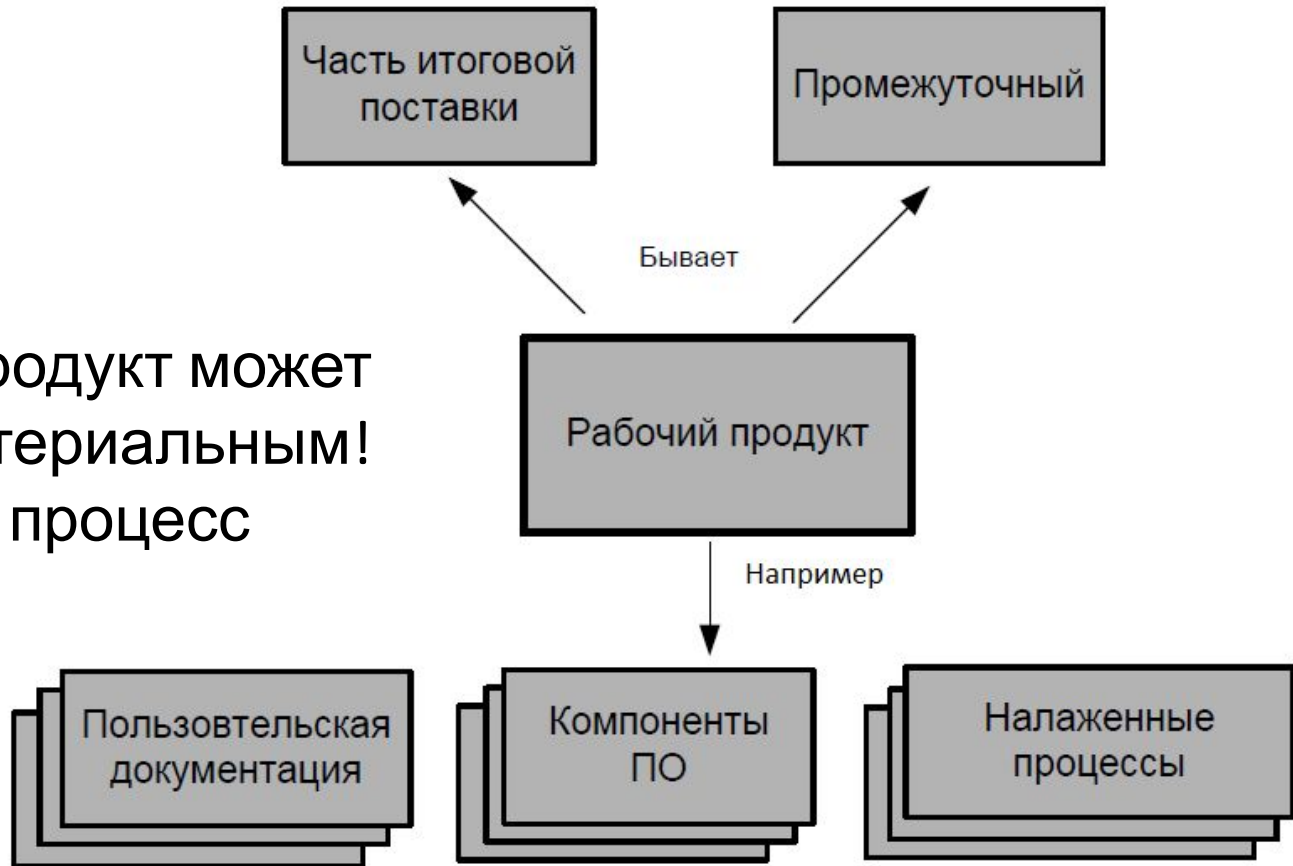 Часть итоговой
поставки
Промежуточный
Бывает
родукт может
териальным!
процесс
Рабочий продукт
Например
Пользовтельская
документация
Компоненты
ПО
Налаженные
процессы